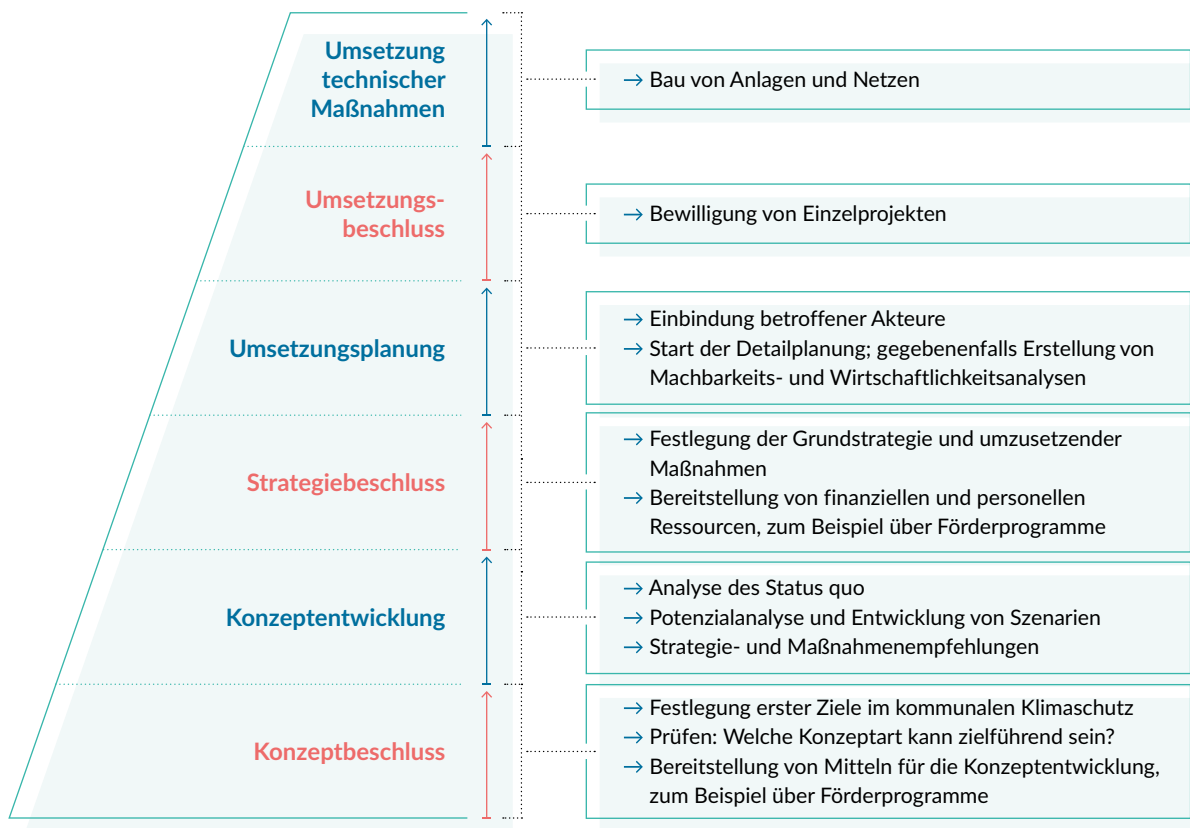 Umsetzung
technischer
Maßnahmen
→ Bau von Anlagen und Netzen
Umsetzungs-
beschluss
→ Bewilligung von Einzelprojekten
Umsetzungsplanung
→ Einbindung betroffener Akteure
→ Start der Detailplanung; gegebenenfalls Erstellung von
Machbarkeits- und Wirtschaftlichkeitsanalysen
Strategiebeschluss
→ Festlegung der Grundstrategie und umzusetzender
Maßnahmen
→ Bereitstellung von finanziellen und personellen
Ressourcen, zum Beispiel über Förderprogramme
Konzeptentwicklung
→ Analyse des Status quo
→ Potenzialanalyse und Entwicklung von Szenarien
→ Strategie- und Maßnahmenempfehlungen
Konzeptbeschluss
→ Festlegung erster Ziele im kommunalen Klimaschutz
→ Prüfen: Welche Konzeptart kann zielführend sein?
→ Bereitstellung von Mitteln für die Konzeptentwicklung,
zum Beispiel über Förderprogramme